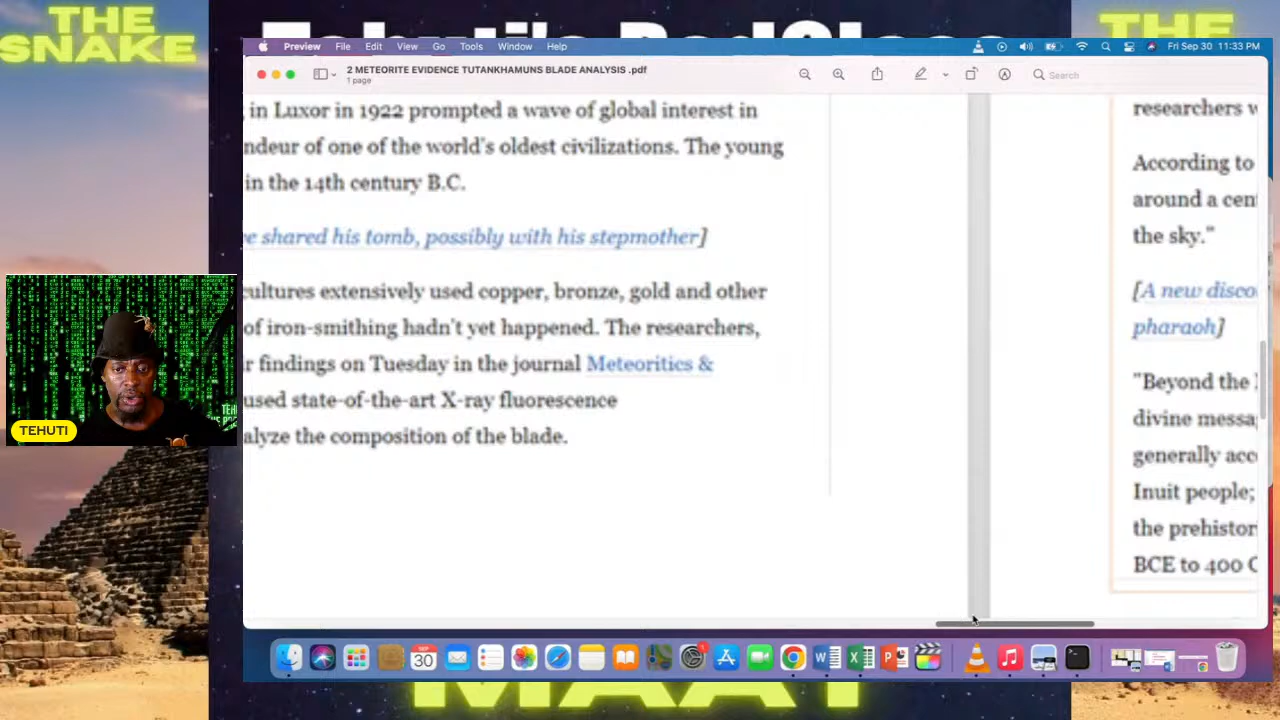 THE
SNAKE
THE
Preview File Edit View Go Tools Window Help
Fri Sep 30 11:33 PM
2 METEORITE EVIDENCE TUTANKHAMUNS BLADE ANALYSIS .pdf
1 page
Search
in Luxor in 1922 prompted a wave of global interest in
ndeur of one of the world's oldest civilizations. The young
in the 14th century B.C.
e shared his tomb, possibly with his stepmother]
cultures extensively used copper, bronze, gold and other
of iron-smithing hadn't yet happened. The researchers,
r findings on Tuesday in the journal Meteoritics &
used state-of-the-art X-ray fluorescence
alyze the composition of the blade.
researchers w
According to
around a cen
the sky."
[A new disco
pharaoh]
"Beyond the
divine messa
generally acc
Inuit people;
the prehistor
BCE to 400 C
TEHUTI
SEP
30
MAAT